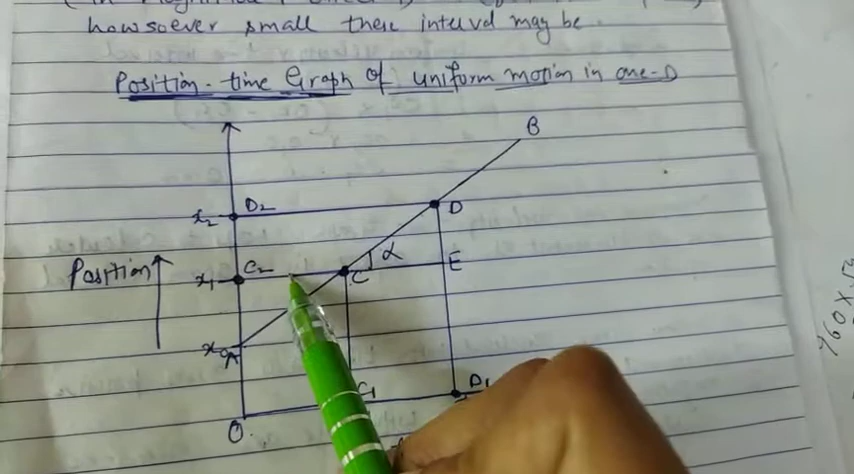 howsoever small these interval may be.
Position-time Graph of uniform motion in one-D
B
x2 D2 D
α
Position x1 C2 C E
x0 A
C1 D1
O